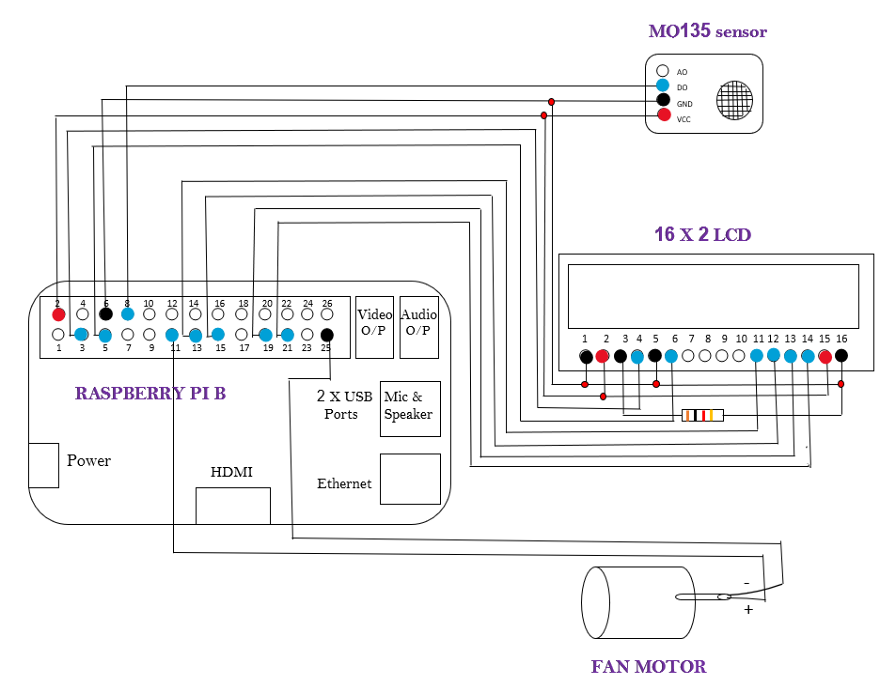 MQ135 sensor
AO
DO
GND
VCC
16 X 2 LCD
1 2 3 4 5 6 7 8 9 10 11 12 13 14 15 16
2 4 6 8 10 12 14 16 18 20 22 24 26
1 3 5 7 9 11 13 15 17 19 21 23 25
Video
O/P
Audio
O/P
RASPBERRY PI B
2 X USB
Ports
Mic &
Speaker
Power
HDMI
Ethernet
-
+
FAN MOTOR